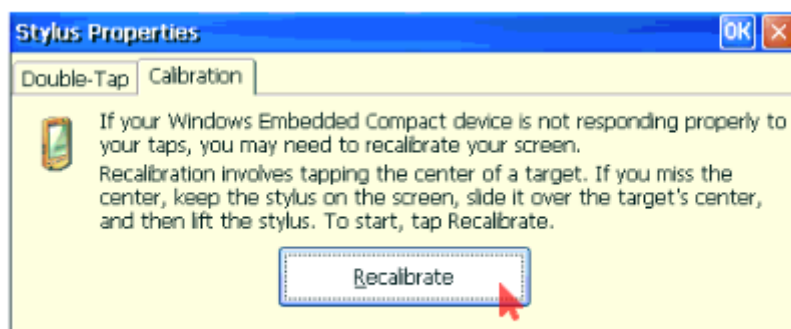 Stylus Properties
OK
Double-Tap
Calibration
If your Windows Embedded Compact device is not responding properly to
your taps, you may need to recalibrate your screen.
Recalibration involves tapping the center of a target. If you miss the
center, keep the stylus on the screen, slide it over the target's center,
and then lift the stylus. To start, tap Recalibrate.
Recalibrate